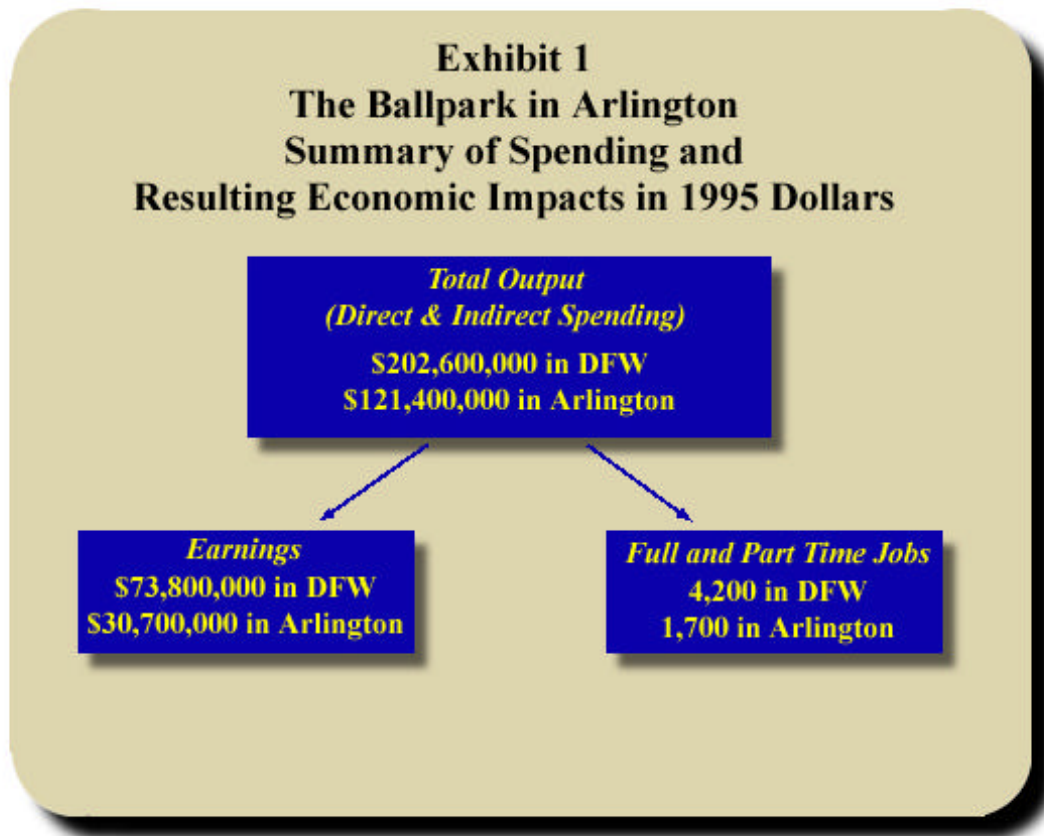 Exhibit 1
The Ballpark in Arlington
Summary of Spending and
Resulting Economic Impacts in 1995 Dollars
Total Output
(Direct & Indirect Spending)
$202,600,000 in DFW
$121,400,000 in Arlington
Earnings
$73,800,000 in DFW
$30,700,000 in Arlington
Full and Part Time Jobs
4,200 in DFW
1,700 in Arlington